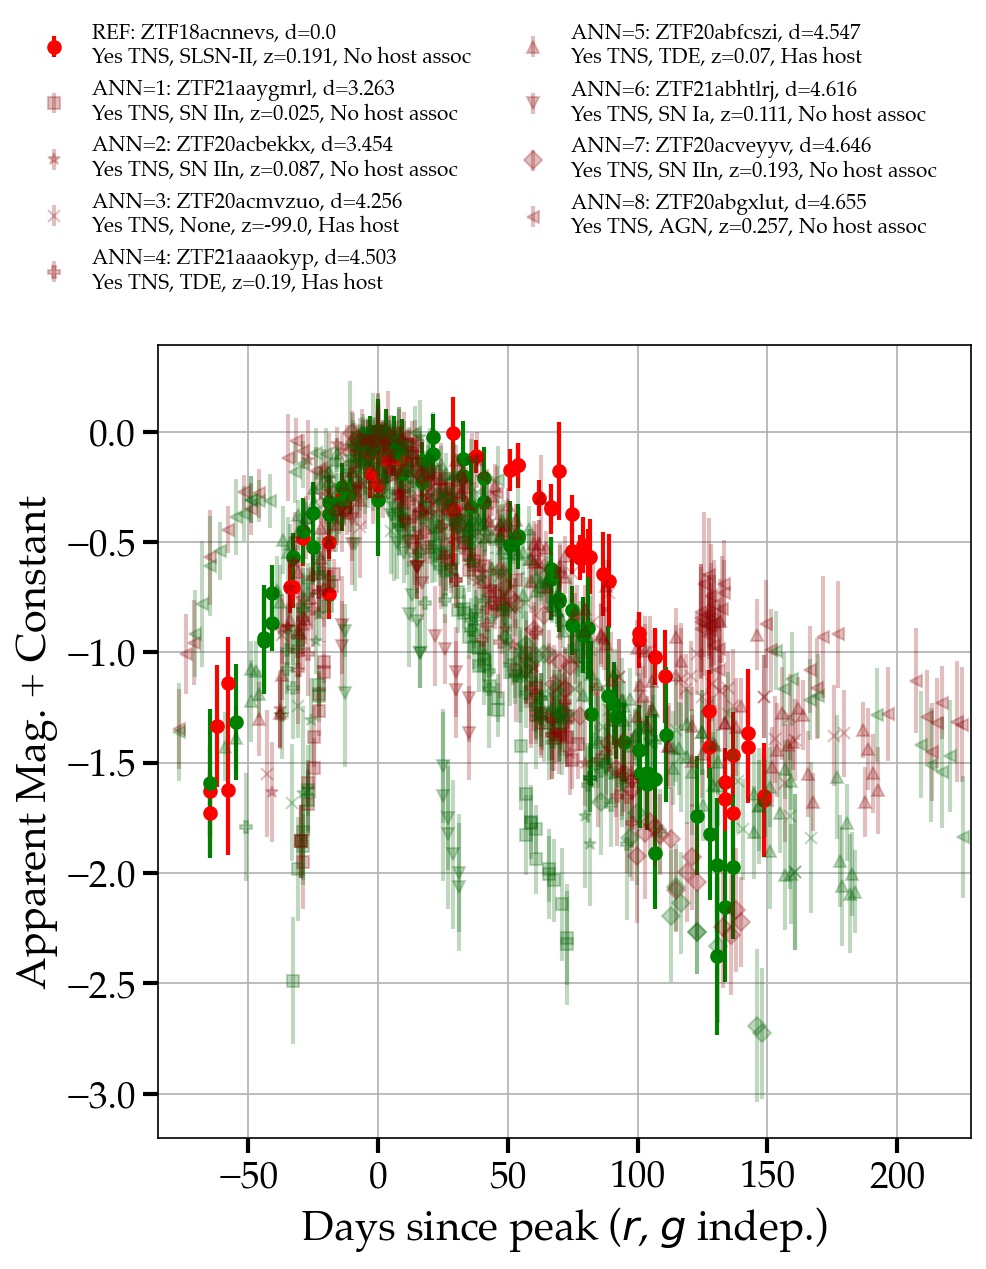 REF: ZTF18acnnevs, d=0.0
Yes TNS, SLSN-II, z=0.191, No host assoc
ANN=1: ZTF21aaygmrl, d=3.263
Yes TNS, SN IIn, z=0.025, No host assoc
ANN=2: ZTF20acbekkx, d=3.454
Yes TNS, SN IIn, z=0.087, No host assoc
ANN=3: ZTF20acmvzuo, d=4.256
Yes TNS, None, z=-99.0, Has host
ANN=4: ZTF21aaaokyp, d=4.503
Yes TNS, TDE, z=0.19, Has host
ANN=5: ZTF20abfcszi, d=4.547
Yes TNS, TDE, z=0.07, Has host
ANN=6: ZTF21abhtlrj, d=4.616
Yes TNS, SN Ia, z=0.111, No host assoc
ANN=7: ZTF20acveyyv, d=4.646
Yes TNS, SN IIn, z=0.193, No host assoc
ANN=8: ZTF20abgxlut, d=4.655
Yes TNS, AGN, z=0.257, No host assoc
Apparent Mag. + Constant
0.0
−0.5
−1.0
−1.5
−2.0
−2.5
−3.0
−50 0 50 100 150 200
Days since peak (r, g indep.)